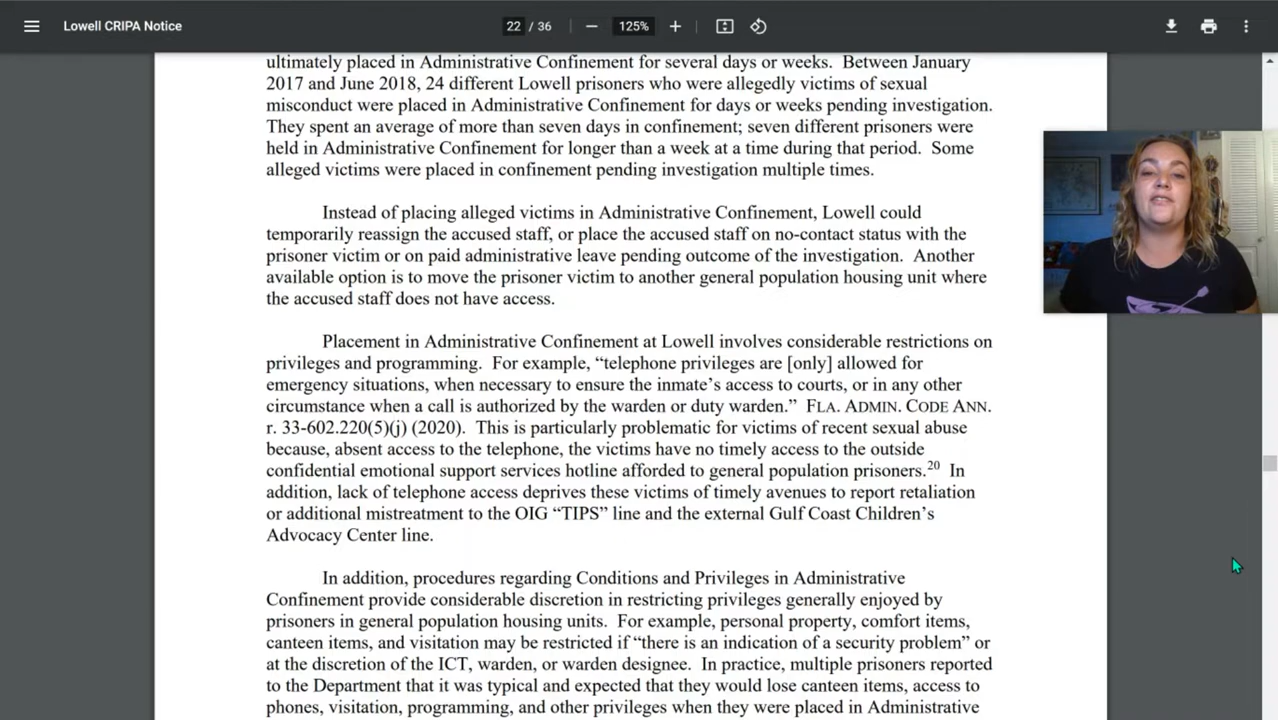 Lowell CRIPA Notice
22 / 36
125%
ultimately placed in Administrative Confinement for several days or weeks.  Between January
2017 and June 2018, 24 different Lowell prisoners who were allegedly victims of sexual
misconduct were placed in Administrative Confinement for days or weeks pending investigation.
They spent an average of more than seven days in confinement; seven different prisoners were
held in Administrative Confinement for longer than a week at a time during that period.  Some
alleged victims were placed in confinement pending investigation multiple times.
Instead of placing alleged victims in Administrative Confinement, Lowell could
temporarily reassign the accused staff, or place the accused staff on no-contact status with the
prisoner victim or on paid administrative leave pending outcome of the investigation.  Another
available option is to move the prisoner victim to another general population housing unit where
the accused staff does not have access.
Placement in Administrative Confinement at Lowell involves considerable restrictions on
privileges and programming.  For example, “telephone privileges are [only] allowed for
emergency situations, when necessary to ensure the inmate’s access to courts, or in any other
circumstance when a call is authorized by the warden or duty warden.”  FLA. ADMIN. CODE ANN.
r. 33-602.220(5)(j) (2020).  This is particularly problematic for victims of recent sexual abuse
because, absent access to the telephone, the victims have no timely access to the outside
confidential emotional support services hotline afforded to general population prisoners.20  In
addition, lack of telephone access deprives these victims of timely avenues to report retaliation
or additional mistreatment to the OIG “TIPS” line and the external Gulf Coast Children’s
Advocacy Center line.
In addition, procedures regarding Conditions and Privileges in Administrative
Confinement provide considerable discretion in restricting privileges generally enjoyed by
prisoners in general population housing units.  For example, personal property, comfort items,
canteen items, and visitation may be restricted if “there is an indication of a security problem” or
at the discretion of the ICT, warden, or warden designee.  In practice, multiple prisoners reported
to the Department that it was typical and expected that they would lose canteen items, access to
phones, visitation, programming, and other privileges when they were placed in Administrative